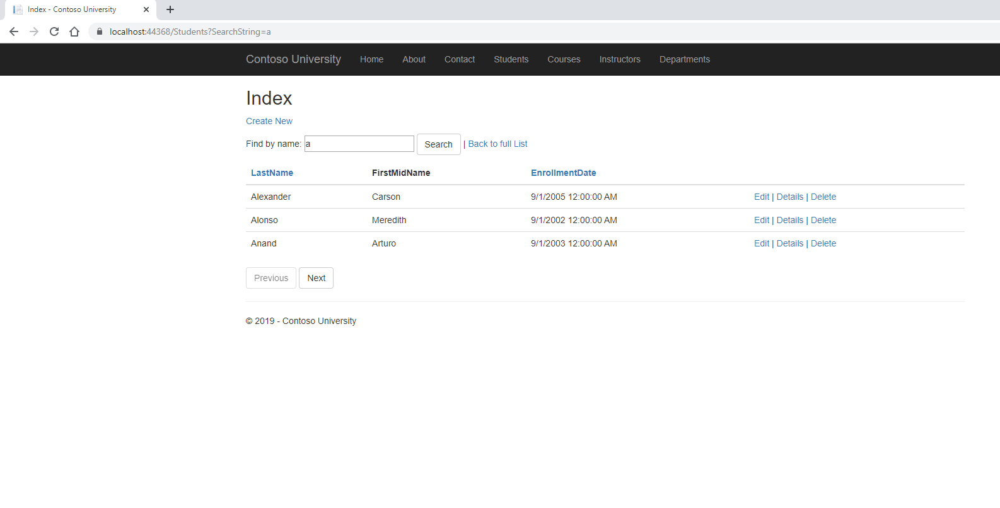 Index - Contoso University
localhost:44368/Students?SearchString=a
Contoso University Home About Contact Students Courses Instructors Departments
Index
Create New
Find by name: a Search | Back to full List
LastName FirstMidName EnrollmentDate
Alexander Carson 9/1/2005 12:00:00 AM Edit | Details | Delete
Alonso Meredith 9/1/2002 12:00:00 AM Edit | Details | Delete
Anand Arturo 9/1/2003 12:00:00 AM Edit | Details | Delete
Previous Next
© 2019 - Contoso University